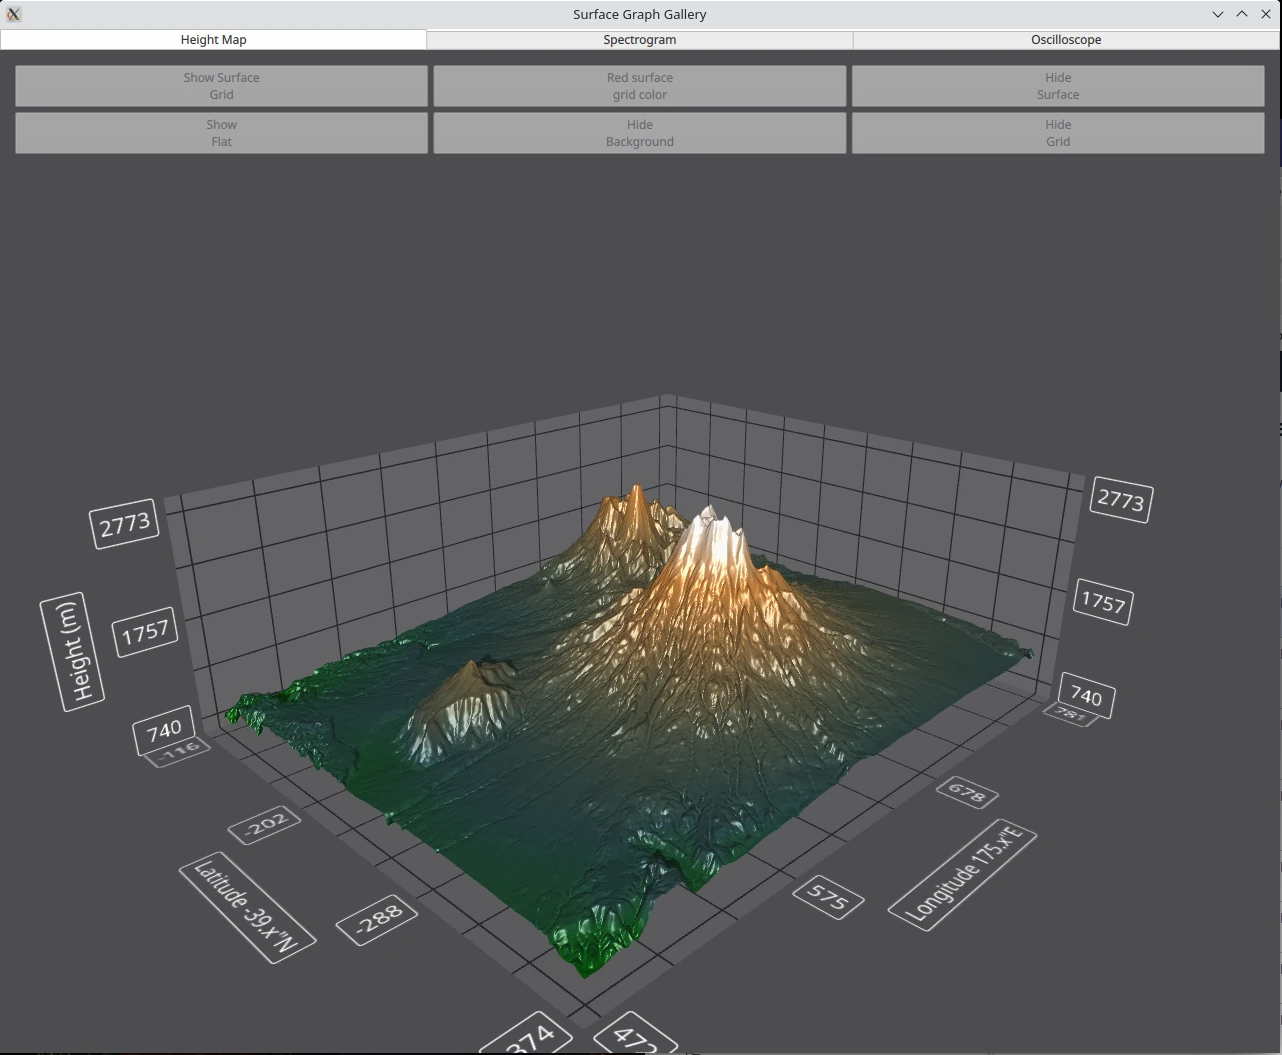 Surface Graph Gallery
Height Map
Spectrogram
Oscilloscope
Show Surface
Grid
Red surface
grid color
Hide
Surface
Show
Flat
Hide
Background
Hide
Grid
2773
2773
Height (m)
1757
1757
740
740
-116
781
-202
678
Latitude -39.x"N
Longitude 175.x"E
-288
575